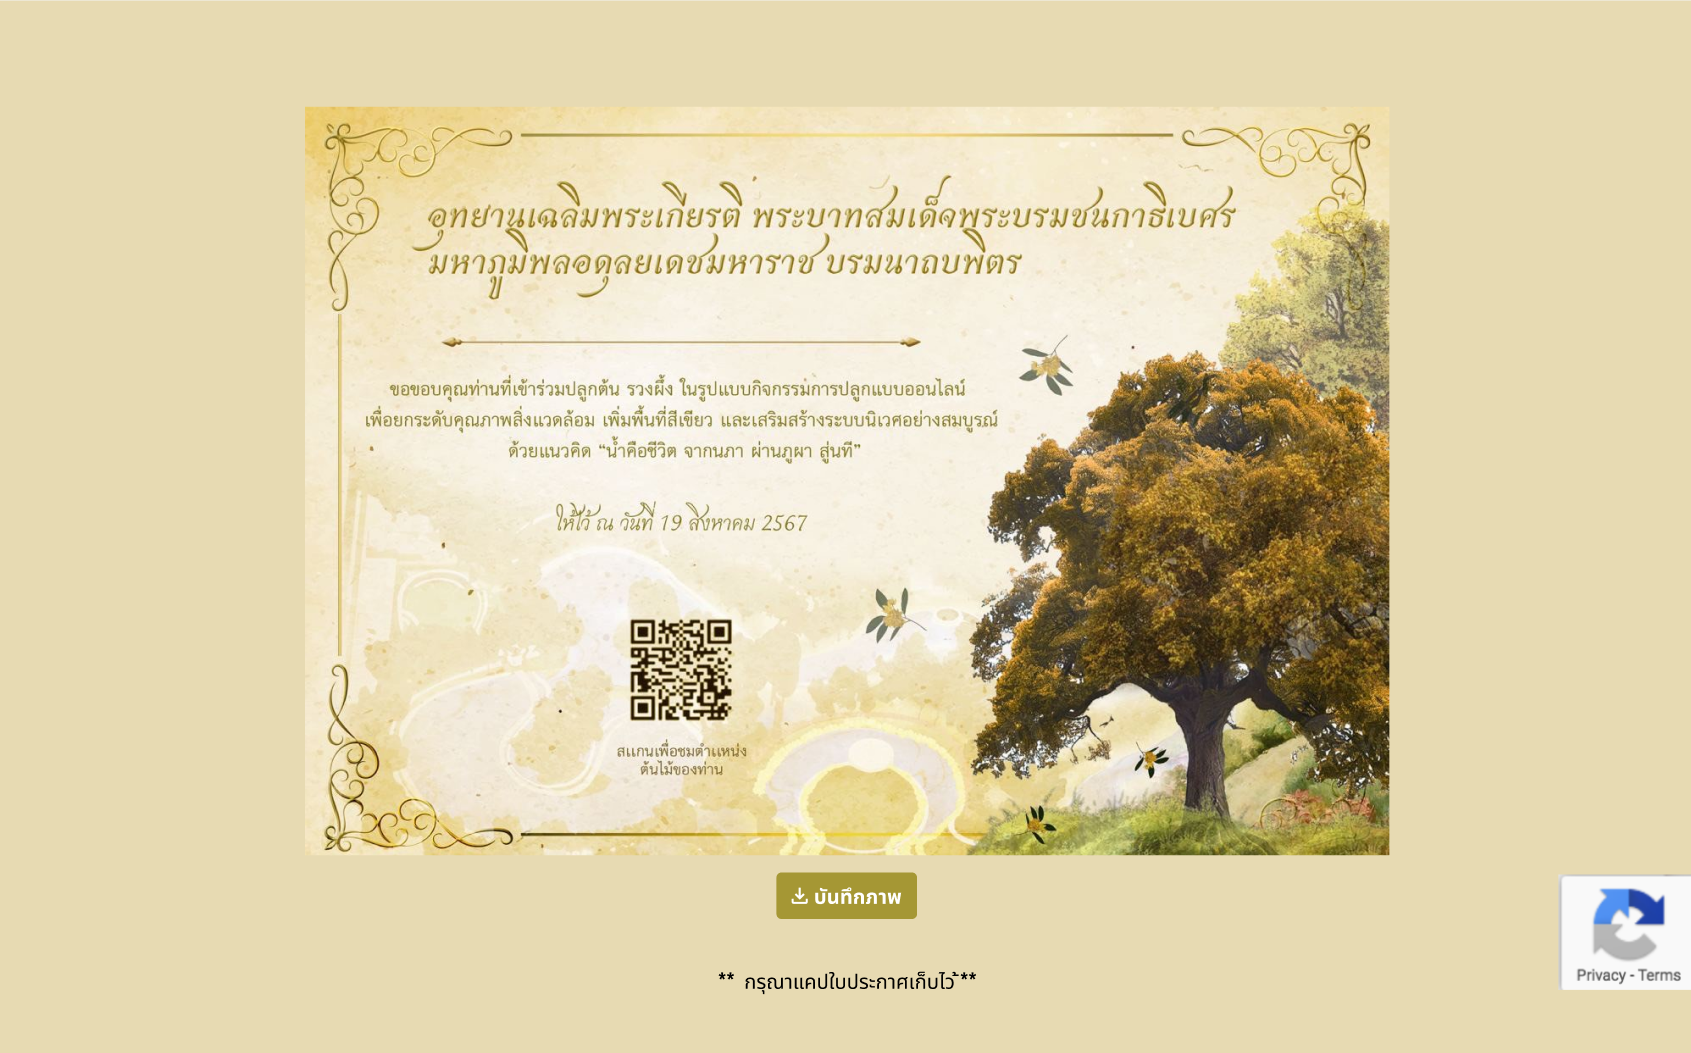 อุทยานเฉลิมพระเกียรติ พระบาทสมเด็จพระบรมชนกาธิเบศร
มหาภูมิพลอดุลยเดชมหาราช บรมนาถบพิตร
ขอขอบคุณท่านที่เข้าร่วมปลูกต้น รวงผึ้ง ในรูปแบบกิจกรรมการปลูกแบบออนไลน์
เพื่อยกระดับคุณภาพสิ่งแวดล้อม เพิ่มพื้นที่สีเขียว และเสริมสร้างระบบนิเวศอย่างสมบูรณ์
ด้วยแนวคิด “น้ำคือชีวิต จากนภา ผ่านภูผา สู่นที”
ให้ไว้ ณ วันที่ 19 สิงหาคม 2567
สแกนเพื่อชมตำแหน่ง
ต้นไม้ของท่าน
บันทึกภาพ
** กรุณาแคปใบประกาศเก็บไว้ **
Privacy - Terms